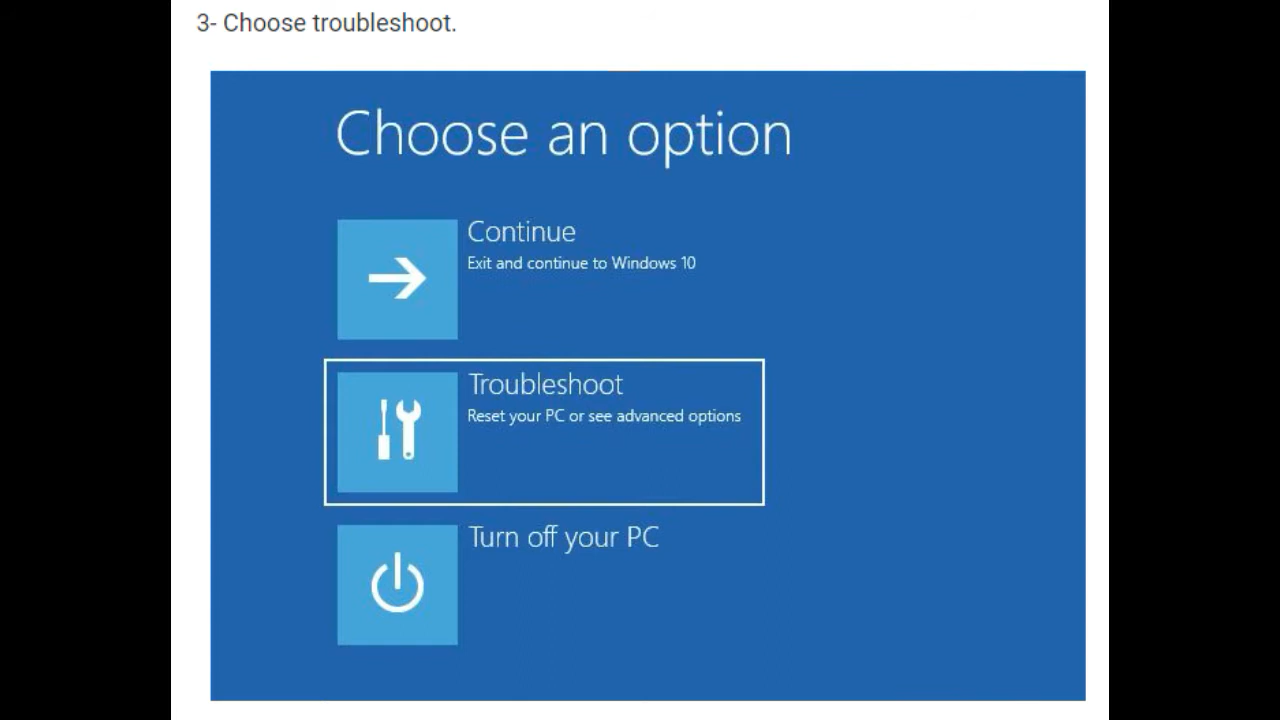 3- Choose troubleshoot.
Choose an option
Continue
Exit and continue to Windows 10
Troubleshoot
Reset your PC or see advanced options
Turn off your PC